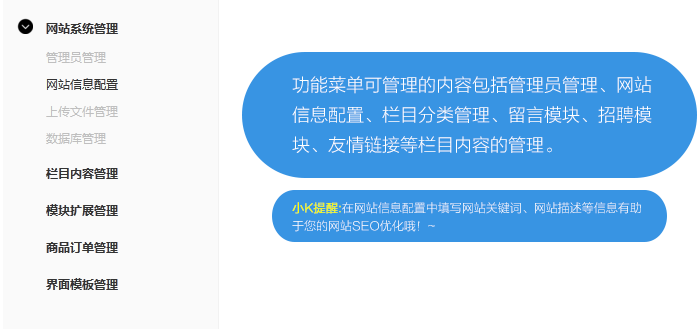 网站系统管理
管理员管理
网站信息配置
上传文件管理
数据库管理
栏目内容管理
模块扩展管理
商品订单管理
界面模板管理
功能菜单可管理的内容包括管理员管理、网站
信息配置、栏目分类管理、留言模块、招聘模
块、友情链接等栏目内容的管理。
小K提醒:在网站信息配置中填写网站关键词、网站描述等信息有助
于您的网站SEO优化哦！~